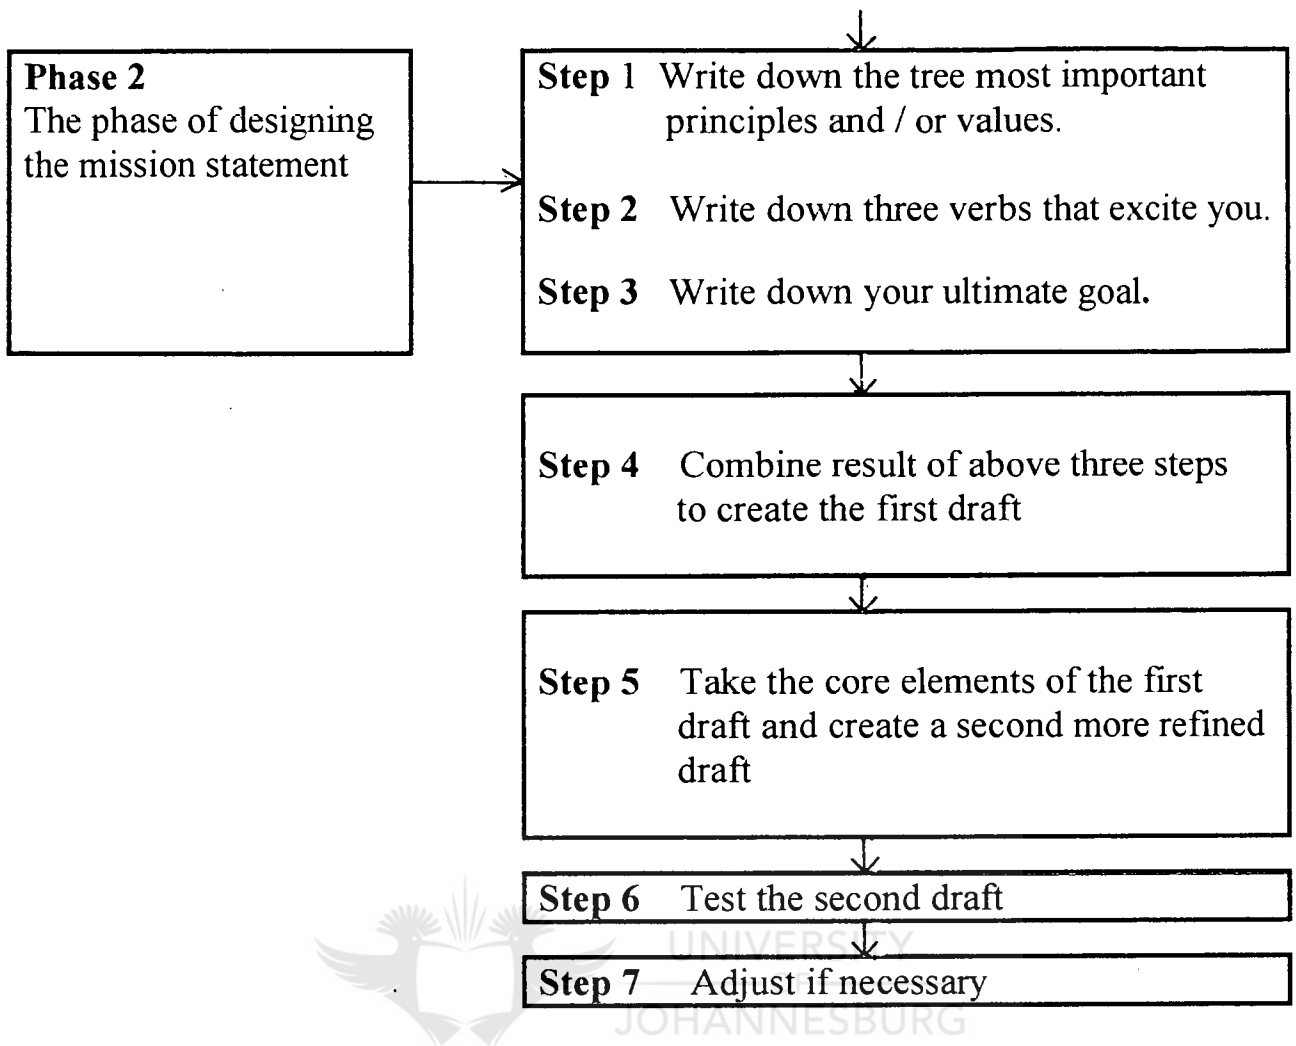 Phase 2
The phase of designing
the mission statement
Step 1 Write down the tree most important
principles and / or values.
Step 2 Write down three verbs that excite you.
Step 3 Write down your ultimate goal.
Step 4 Combine result of above three steps
to create the first draft
Step 5 Take the core elements of the first
draft and create a second more refined
draft
Step 6 Test the second draft
UNIVERSITY
Step 7 Adjust if necessary
JOHANNESBURG